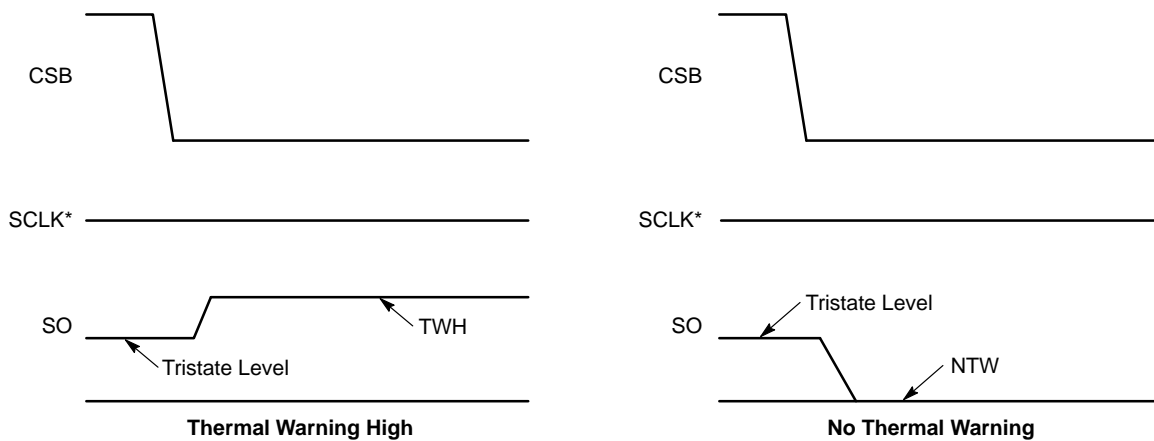 CSB
SCLK*
SO
TWH
Tristate Level
Thermal Warning High
CSB
SCLK*
SO
Tristate Level
NTW
No Thermal Warning